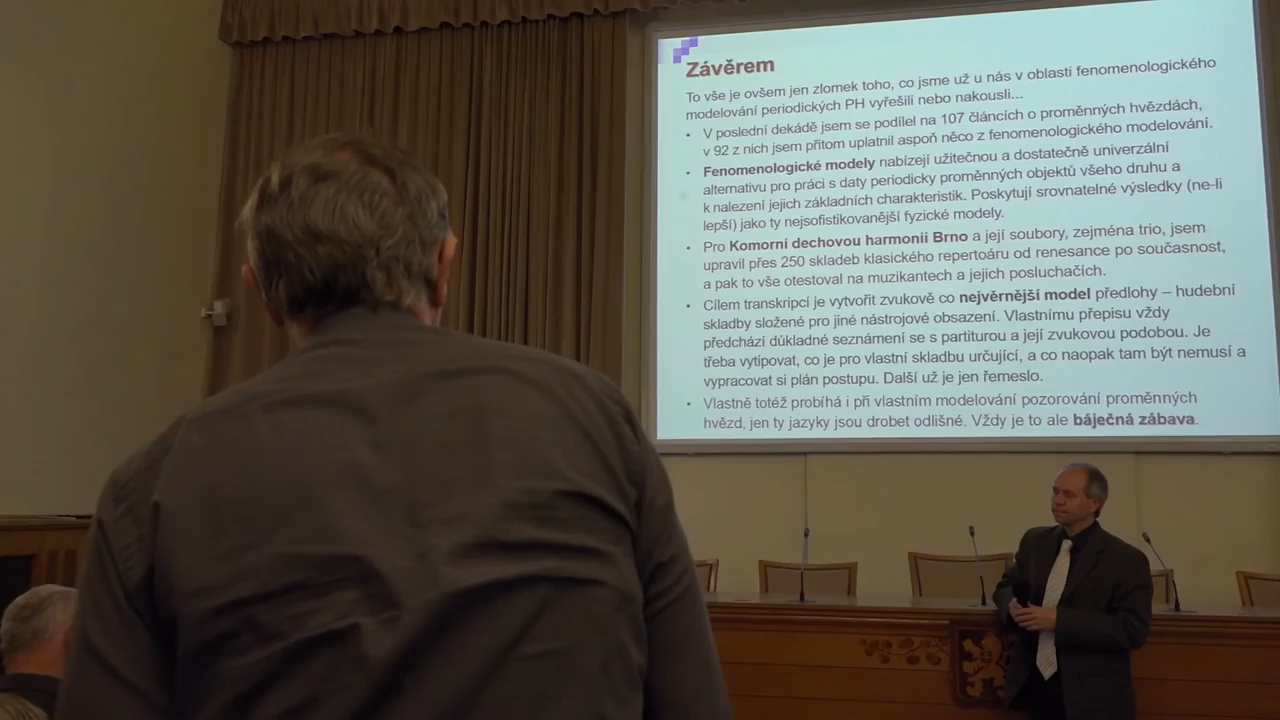 Závěrem
To vše je ovšem jen zlomek toho, co jsme už u nás v oblasti fenomenologického
modelování periodických PH vyřešili nebo nakousli...
• V poslední dekádě jsem se podílel na 107 článcích o proměnných hvězdách,
v 92 z nich jsem přitom uplatnil aspoň něco z fenomenologického modelování.
• Fenomenologické modely nabízejí užitečnou a dostatečně univerzální
alternativu pro práci s daty periodicky proměnných objektů všeho druhu a
k nalezení jejich základních charakteristik. Poskytují srovnatelné výsledky (ne-li
lepší) jako ty nejsofistikovanější fyzické modely.
• Pro Komorní dechovou harmonii Brno a její soubory, zejména trio, jsem
upravil přes 250 skladeb klasického repertoáru od renesance po současnost,
a pak to vše otestoval na muzikantech a jejich posluchačích.
• Cílem transkripcí je vytvořit zvukově co nejvěrnější model předlohy – hudební
skladby složené pro jiné nástrojové obsazení. Vlastnímu přepisu vždy
předchází důkladné seznámení se s partiturou a její zvukovou podobou. Je
třeba vytipovat, co je pro vlastní skladbu určující, a co naopak tam být nemusí a
vypracovat si plán postupu. Další už je jen řemeslo.
• Vlastně totéž probíhá i při vlastním modelování pozorování proměnných
hvězd, jen ty jazyky jsou drobet odlišné. Vždy je to ale báječná zábava.